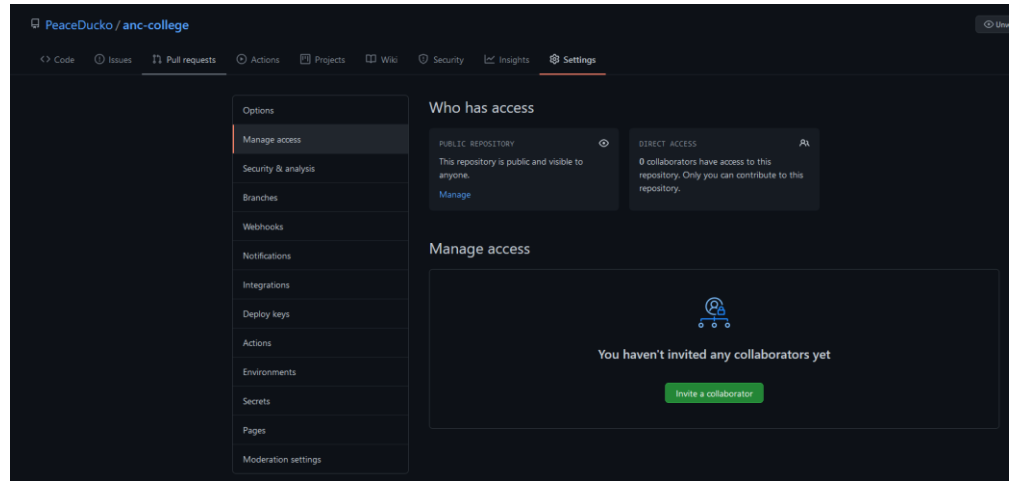 PeaceDucko / anc-college
Unw
Code Issues Pull requests Actions Projects Wiki Security Insights Settings
Options
Manage access
Security & analysis
Branches
Webhooks
Notifications
Integrations
Deploy keys
Actions
Environments
Secrets
Pages
Moderation settings
Who has access
PUBLIC REPOSITORY
This repository is public and visible to
anyone.
Manage
DIRECT ACCESS
0 collaborators have access to this
repository. Only you can contribute to this
repository.
Manage access
You haven't invited any collaborators yet
Invite a collaborator